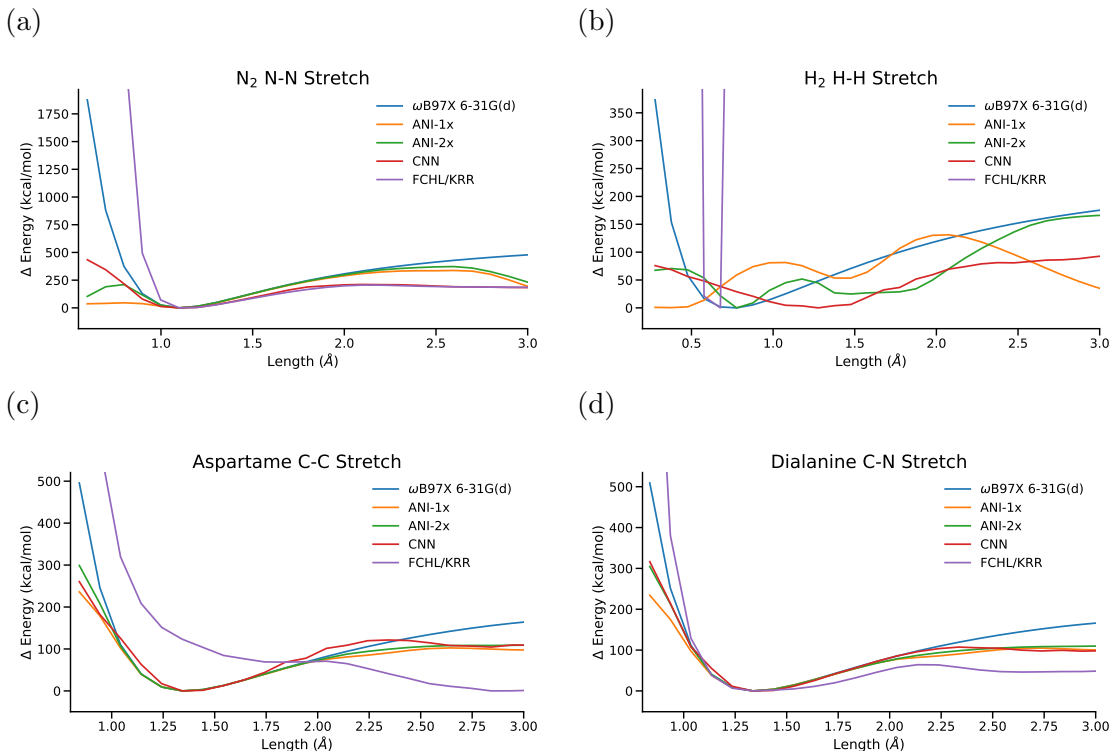 (a)
N₂ N-N Stretch
Δ Energy (kcal/mol)
1750
1500
1250
1000
750
500
250
0
ωB97X 6-31G(d)
ANI-1x
ANI-2x
CNN
FCHL/KRR
1.0
1.5
2.0
2.5
3.0
Length (Å)
(b)
H₂ H-H Stretch
Δ Energy (kcal/mol)
350
300
250
200
150
100
50
0
ωB97X 6-31G(d)
ANI-1x
ANI-2x
CNN
FCHL/KRR
0.5
1.0
1.5
2.0
2.5
3.0
Length (Å)
(c)
Aspartame C-C Stretch
Δ Energy (kcal/mol)
500
400
300
200
100
0
ωB97X 6-31G(d)
ANI-1x
ANI-2x
CNN
FCHL/KRR
1.00
1.25
1.50
1.75
2.00
2.25
2.50
2.75
3.00
Length (Å)
(d)
Dialanine C-N Stretch
Δ Energy (kcal/mol)
500
400
300
200
100
0
ωB97X 6-31G(d)
ANI-1x
ANI-2x
CNN
FCHL/KRR
1.00
1.25
1.50
1.75
2.00
2.25
2.50
2.75
3.00
Length (Å)